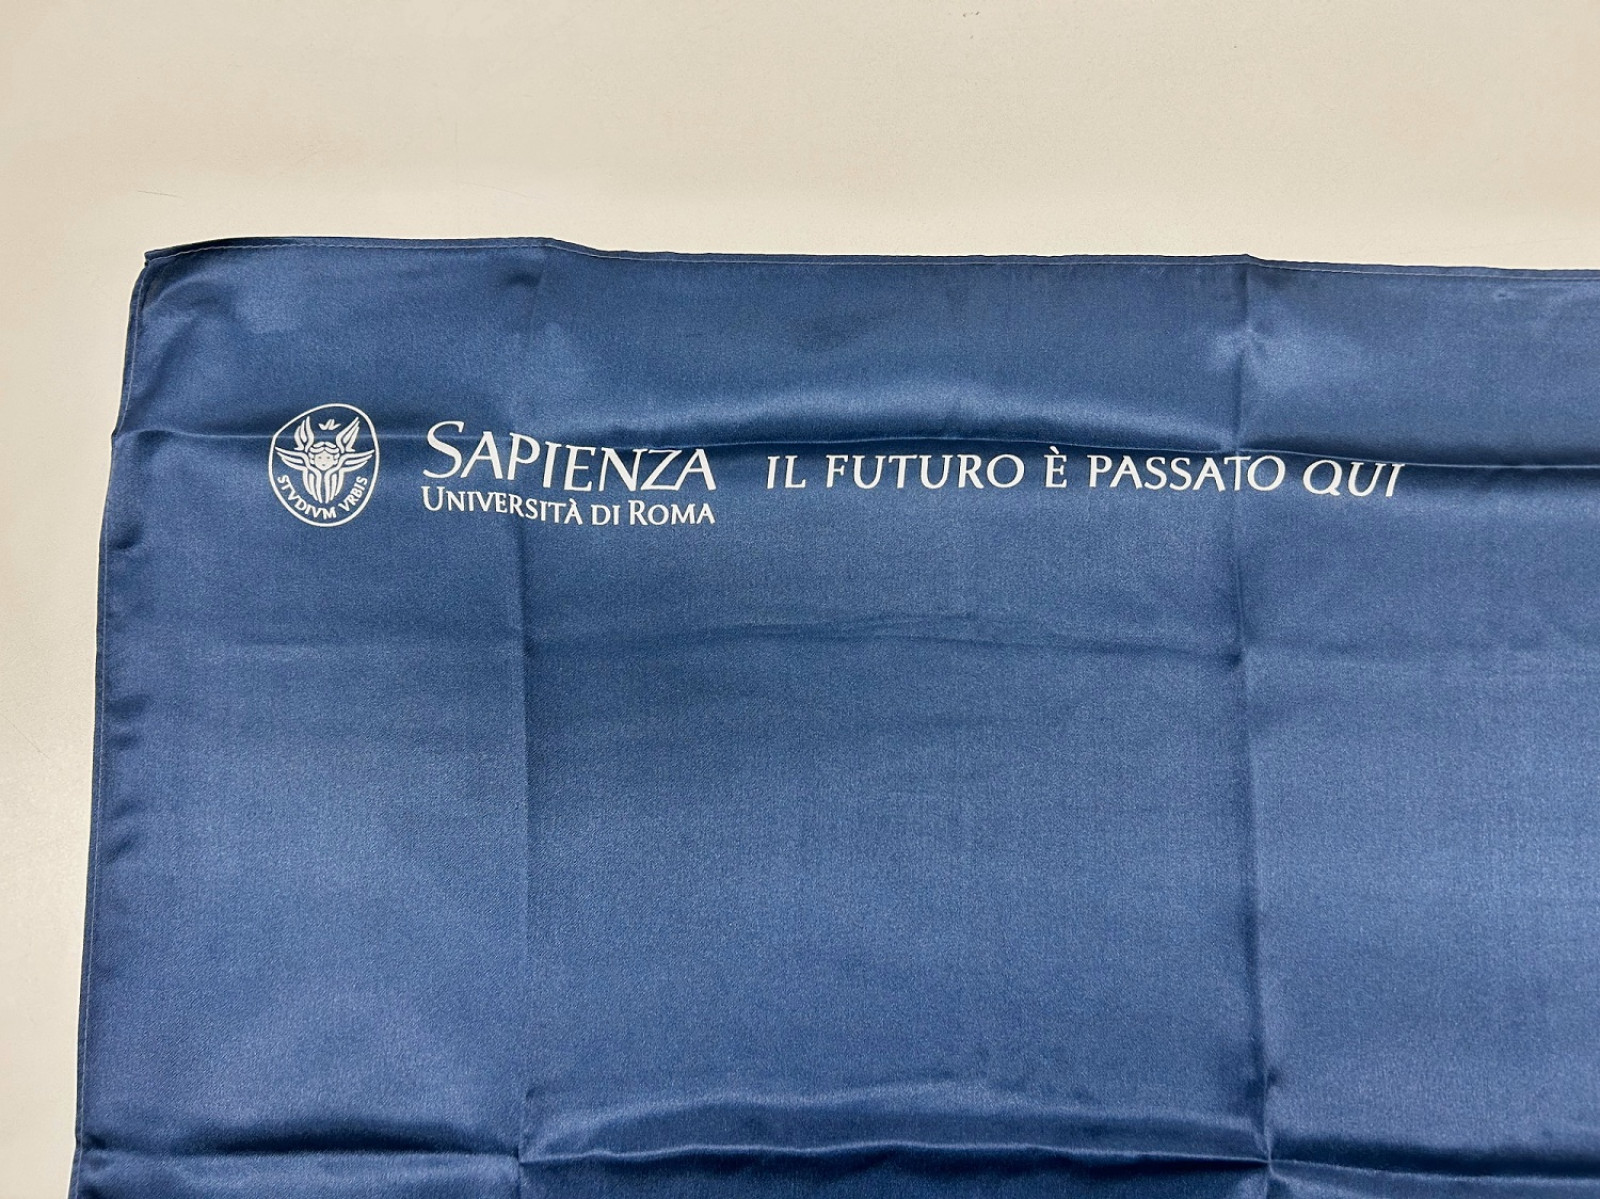 STVDIVM VRBIS
SAPIENZA
UNIVERSITÀ DI ROMA
IL FUTURO È PASSATO QUI